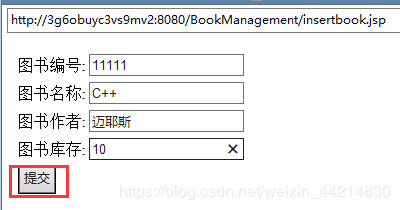 http://3g6obuyc3vs9mv2:8080/BookManagement/insertbook.jsp
图书编号: 11111
图书名称: C++
图书作者: 迈耶斯
图书库存: 10 ×
提交
https://blog.csdn.net/weixin_44214830